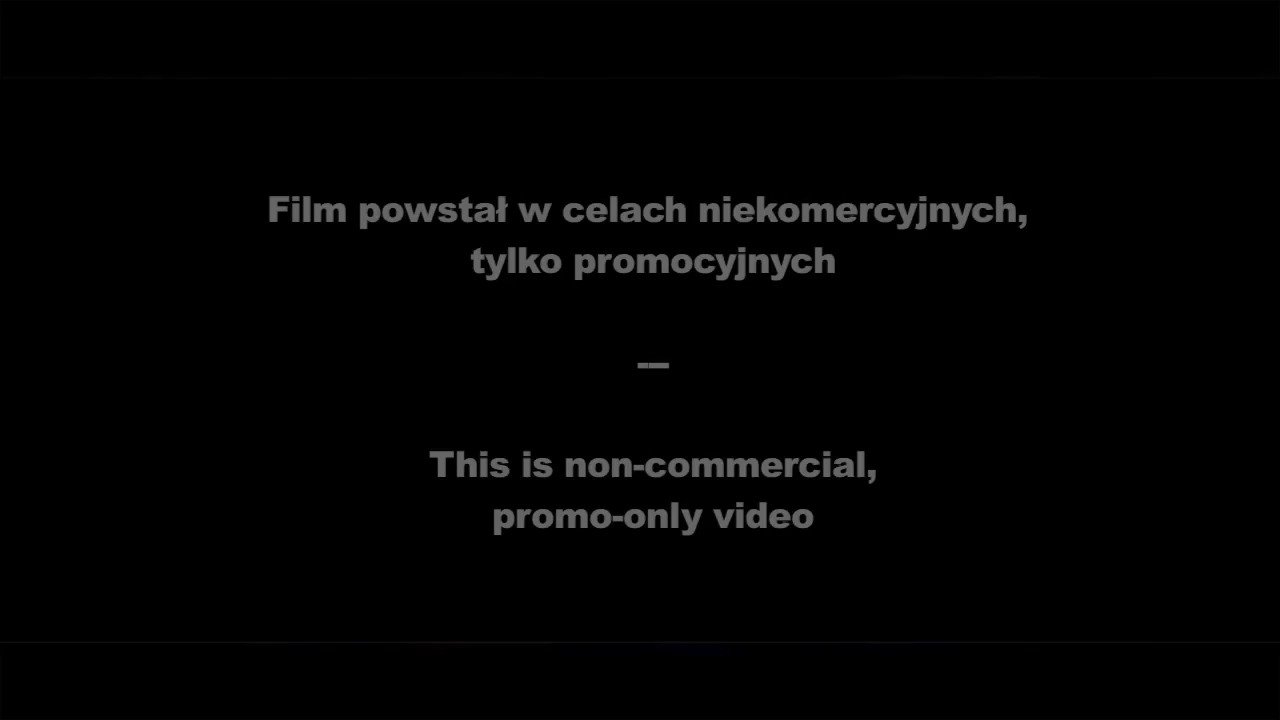 Film powstał w celach niekomercyjnych,
tylko promocyjnych
---
This is non-commercial,
promo-only video